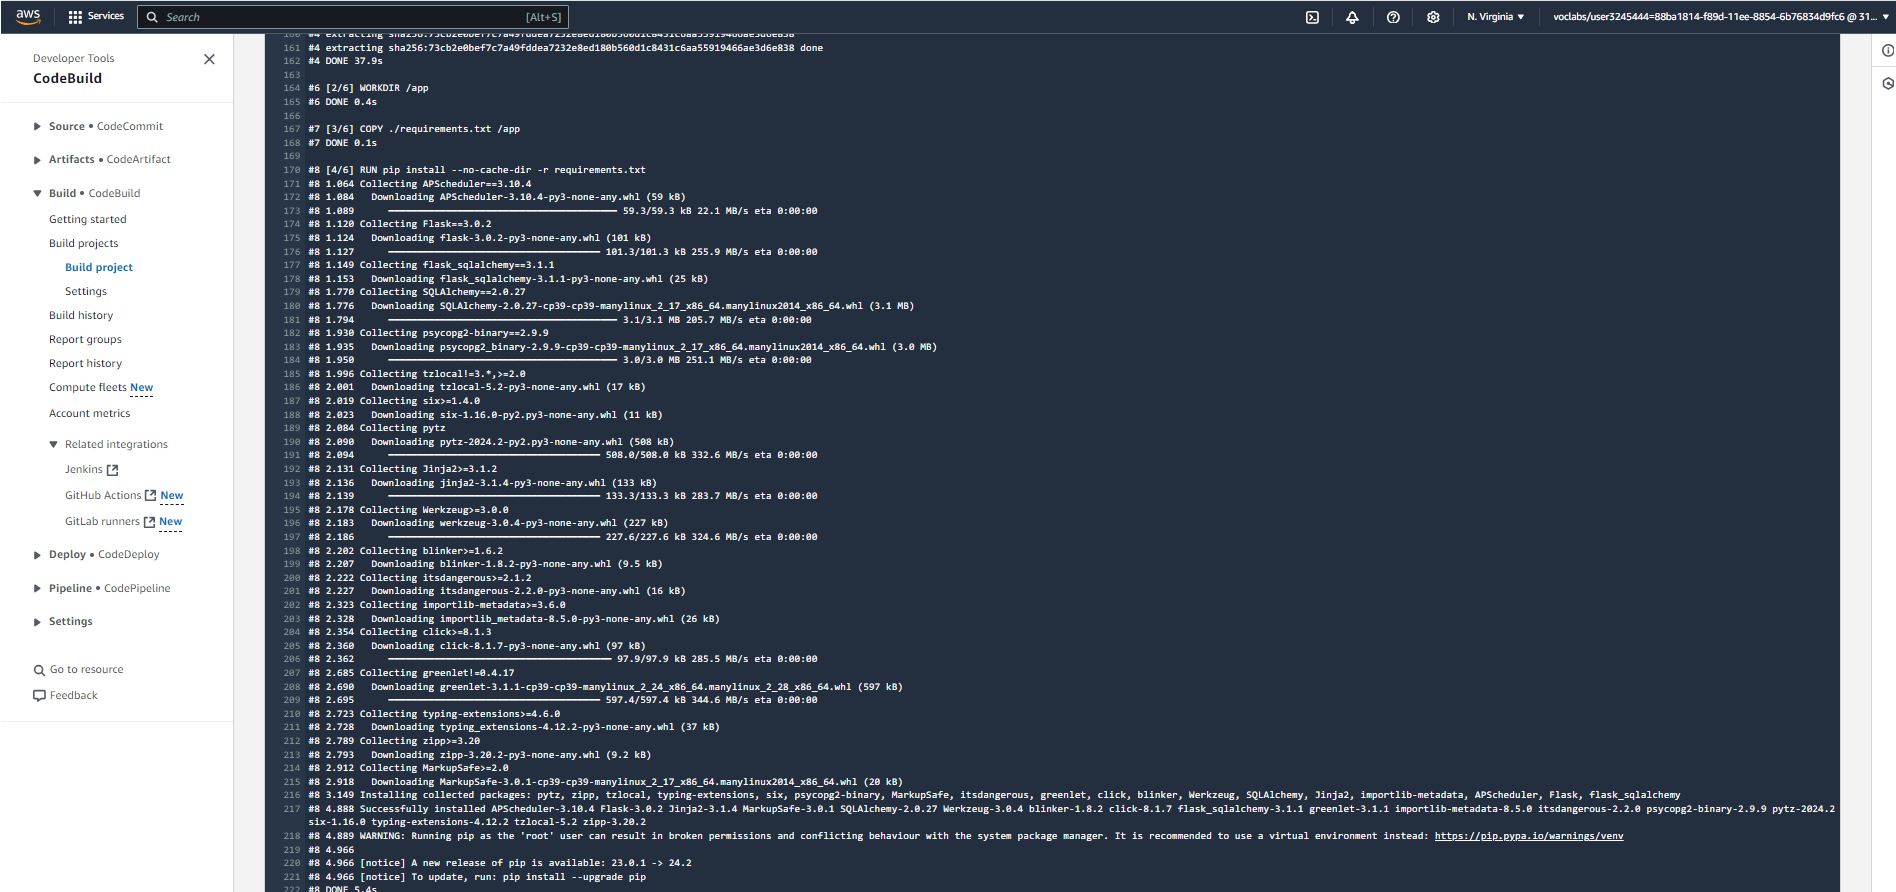 aws
Services
Search
[Alt+S]
N. Virginia
voclabs/user3245444=88ba1814-f89d-11ee-8854-6b76834d9fc6 @ 31...
Developer Tools
CodeBuild
Source • CodeCommit
Artifacts • CodeArtifact
Build • CodeBuild
Getting started
Build projects
Build project
Settings
Build history
Report groups
Report history
Compute fleets New
Account metrics
Related integrations
Jenkins
GitHub Actions New
GitLab runners New
Deploy • CodeDeploy
Pipeline • CodePipeline
Settings
Go to resource
Feedback
160 #4 extracting sha256:73cb2e0bef7c7a49fddea7232e8ed180b560d1c8431c6aa55919466ae3d6e838
161 #4 extracting sha256:73cb2e0bef7c7a49fddea7232e8ed180b560d1c8431c6aa55919466ae3d6e838 done
162 #4 DONE 37.9s
163
164 #6 [2/6] WORKDIR /app
165 #6 DONE 0.4s
166
167 #7 [3/6] COPY ./requirements.txt /app
168 #7 DONE 0.1s
169
170 #8 [4/6] RUN pip install --no-cache-dir -r requirements.txt
171 #8 1.064 Collecting APScheduler==3.10.4
172 #8 1.084 Downloading APScheduler-3.10.4-py3-none-any.whl (59 kB)
173 #8 1.089 59.3/59.3 kB 22.1 MB/s eta 0:00:00
174 #8 1.120 Collecting Flask==3.0.2
175 #8 1.124 Downloading flask-3.0.2-py3-none-any.whl (101 kB)
176 #8 1.127 101.3/101.3 kB 255.9 MB/s eta 0:00:00
177 #8 1.149 Collecting flask_sqlalchemy==3.1.1
178 #8 1.153 Downloading flask_sqlalchemy-3.1.1-py3-none-any.whl (25 kB)
179 #8 1.770 Collecting SQLAlchemy==2.0.27
180 #8 1.776 Downloading SQLAlchemy-2.0.27-cp39-cp39-manylinux_2_17_x86_64.manylinux2014_x86_64.whl (3.1 MB)
181 #8 1.794 3.1/3.1 MB 205.7 MB/s eta 0:00:00
182 #8 1.930 Collecting psycopg2-binary==2.9.9
183 #8 1.935 Downloading psycopg2_binary-2.9.9-cp39-cp39-manylinux_2_17_x86_64.manylinux2014_x86_64.whl (3.0 MB)
184 #8 1.950 3.0/3.0 MB 251.1 MB/s eta 0:00:00
185 #8 1.996 Collecting tzlocal!=3.*,>=2.0
186 #8 2.001 Downloading tzlocal-5.2-py3-none-any.whl (17 kB)
187 #8 2.019 Collecting six>=1.4.0
188 #8 2.023 Downloading six-1.16.0-py2.py3-none-any.whl (11 kB)
189 #8 2.084 Collecting pytz
190 #8 2.090 Downloading pytz-2024.2-py2.py3-none-any.whl (508 kB)
191 #8 2.094 508.0/508.0 kB 332.6 MB/s eta 0:00:00
192 #8 2.131 Collecting Jinja2>=3.1.2
193 #8 2.136 Downloading jinja2-3.1.4-py3-none-any.whl (133 kB)
194 #8 2.139 133.3/133.3 kB 283.7 MB/s eta 0:00:00
195 #8 2.178 Collecting Werkzeug>=3.0.0
196 #8 2.183 Downloading werkzeug-3.0.4-py3-none-any.whl (227 kB)
197 #8 2.186 227.6/227.6 kB 324.6 MB/s eta 0:00:00
198 #8 2.202 Collecting blinker>=1.6.2
199 #8 2.207 Downloading blinker-1.8.2-py3-none-any.whl (9.5 kB)
200 #8 2.222 Collecting itsdangerous>=2.1.2
201 #8 2.227 Downloading itsdangerous-2.2.0-py3-none-any.whl (16 kB)
202 #8 2.323 Collecting importlib-metadata>=3.6.0
203 #8 2.328 Downloading importlib_metadata-8.5.0-py3-none-any.whl (26 kB)
204 #8 2.354 Collecting click>=8.1.3
205 #8 2.360 Downloading click-8.1.7-py3-none-any.whl (97 kB)
206 #8 2.362 97.9/97.9 kB 285.5 MB/s eta 0:00:00
207 #8 2.685 Collecting greenlet!=0.4.17
208 #8 2.690 Downloading greenlet-3.1.1-cp39-cp39-manylinux_2_24_x86_64.manylinux_2_28_x86_64.whl (597 kB)
209 #8 2.695 597.4/597.4 kB 344.6 MB/s eta 0:00:00
210 #8 2.723 Collecting typing-extensions>=4.6.0
211 #8 2.728 Downloading typing_extensions-4.12.2-py3-none-any.whl (37 kB)
212 #8 2.789 Collecting zipp>=3.20
213 #8 2.793 Downloading zipp-3.20.2-py3-none-any.whl (9.2 kB)
214 #8 2.912 Collecting MarkupSafe>=2.0
215 #8 2.918 Downloading MarkupSafe-3.0.1-cp39-cp39-manylinux_2_17_x86_64.manylinux2014_x86_64.whl (20 kB)
216 #8 3.149 Installing collected packages: pytz, zipp, tzlocal, typing-extensions, six, psycopg2-binary, MarkupSafe, itsdangerous, greenlet, click, blinker, Werkzeug, SQLAlchemy, Jinja2, importlib-metadata, APScheduler, Flask, flask_sqlalchemy
217 #8 4.888 Successfully installed APScheduler-3.10.4 Flask-3.0.2 Jinja2-3.1.4 MarkupSafe-3.0.1 SQLAlchemy-2.0.27 Werkzeug-3.0.4 blinker-1.8.2 click-8.1.7 flask_sqlalchemy-3.1.1 greenlet-3.1.1 importlib-metadata-8.5.0 itsdangerous-2.2.0 psycopg2-binary-2.9.9 pytz-2024.2
six-1.16.0 typing-extensions-4.12.2 tzlocal-5.2 zipp-3.20.2
218 #8 4.889 WARNING: Running pip as the 'root' user can result in broken permissions and conflicting behaviour with the system package manager. It is recommended to use a virtual environment instead: https://pip.pypa.io/warnings/venv
219 #8 4.966
220 #8 4.966 [notice] A new release of pip is available: 23.0.1 -> 24.2
221 #8 4.966 [notice] To update, run: pip install --upgrade pip
222 #8 DONE 5.4s